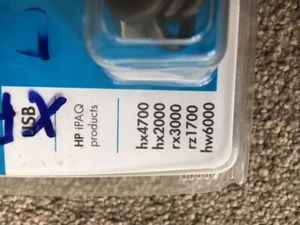 USB
HP iPAQ
products
hx4700
hx2000
rx3000
rz1700
hw6000